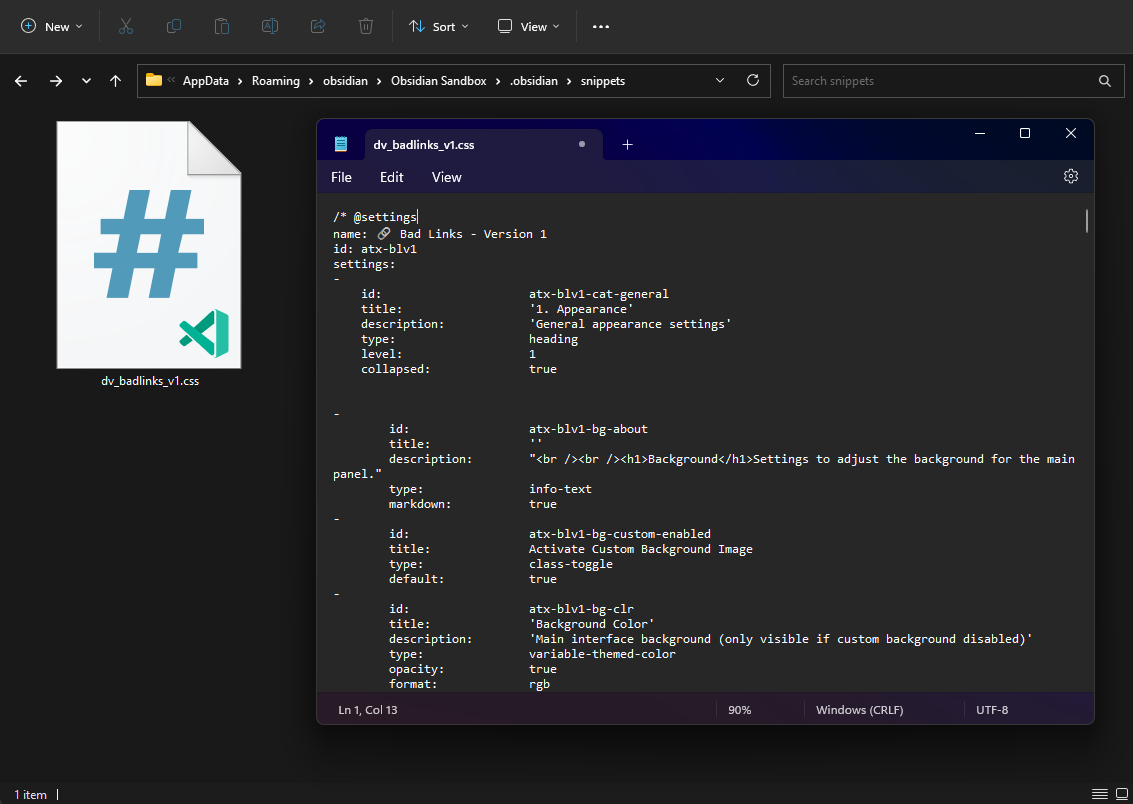 New
Sort
View
AppData
Roaming
obsidian
Obsidian Sandbox
.obsidian
snippets
Search snippets
dv_badlinks_v1.css
dv_badlinks_v1.css
File
Edit
View
/* @settings
name: 🔗 Bad Links - Version 1
id: atx-blv1
settings:
-
id: atx-blv1-cat-general
title: '1. Appearance'
description: 'General appearance settings'
type: heading
level: 1
collapsed: true
-
id: atx-blv1-bg-about
title: ''
description: "<br /><br /><h1>Background</h1>Settings to adjust the background for the main
panel."
type: info-text
markdown: true
-
id: atx-blv1-bg-custom-enabled
title: Activate Custom Background Image
type: class-toggle
default: true
-
id: atx-blv1-bg-clr
title: 'Background Color'
description: 'Main interface background (only visible if custom background disabled)'
type: variable-themed-color
opacity: true
format: rgb
Ln 1, Col 13
90%
Windows (CRLF)
UTF-8
1 item